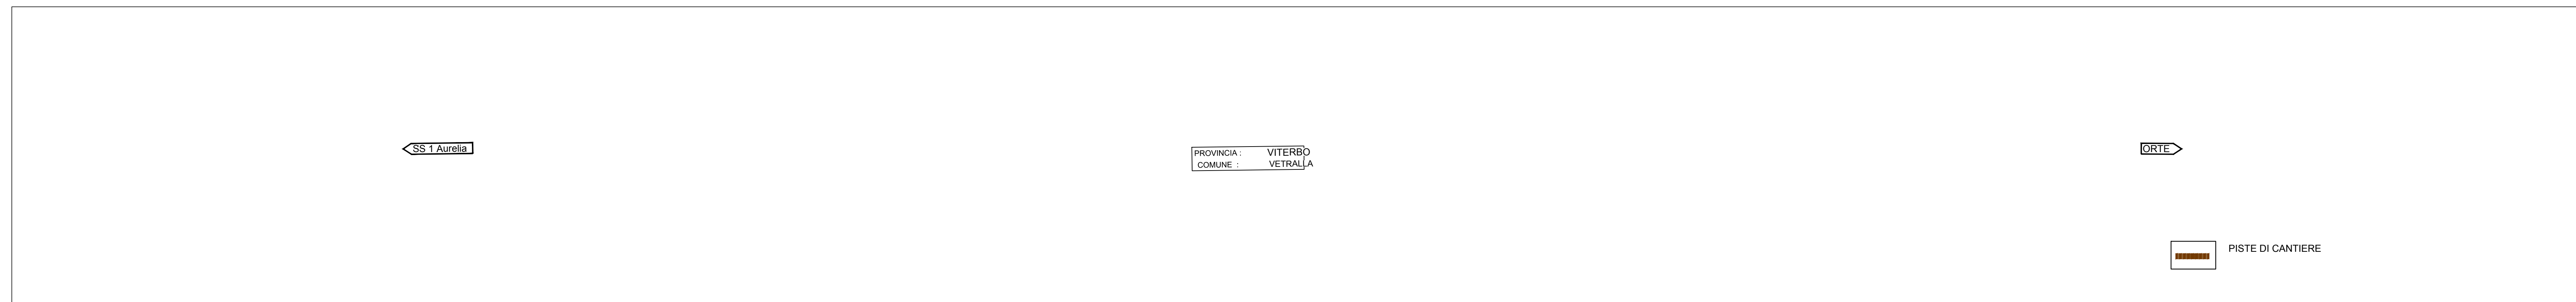 SS 1 Aurelia
PROVINCIA : VITERBO
COMUNE : VETRALLA
ORTE
PISTE DI CANTIERE